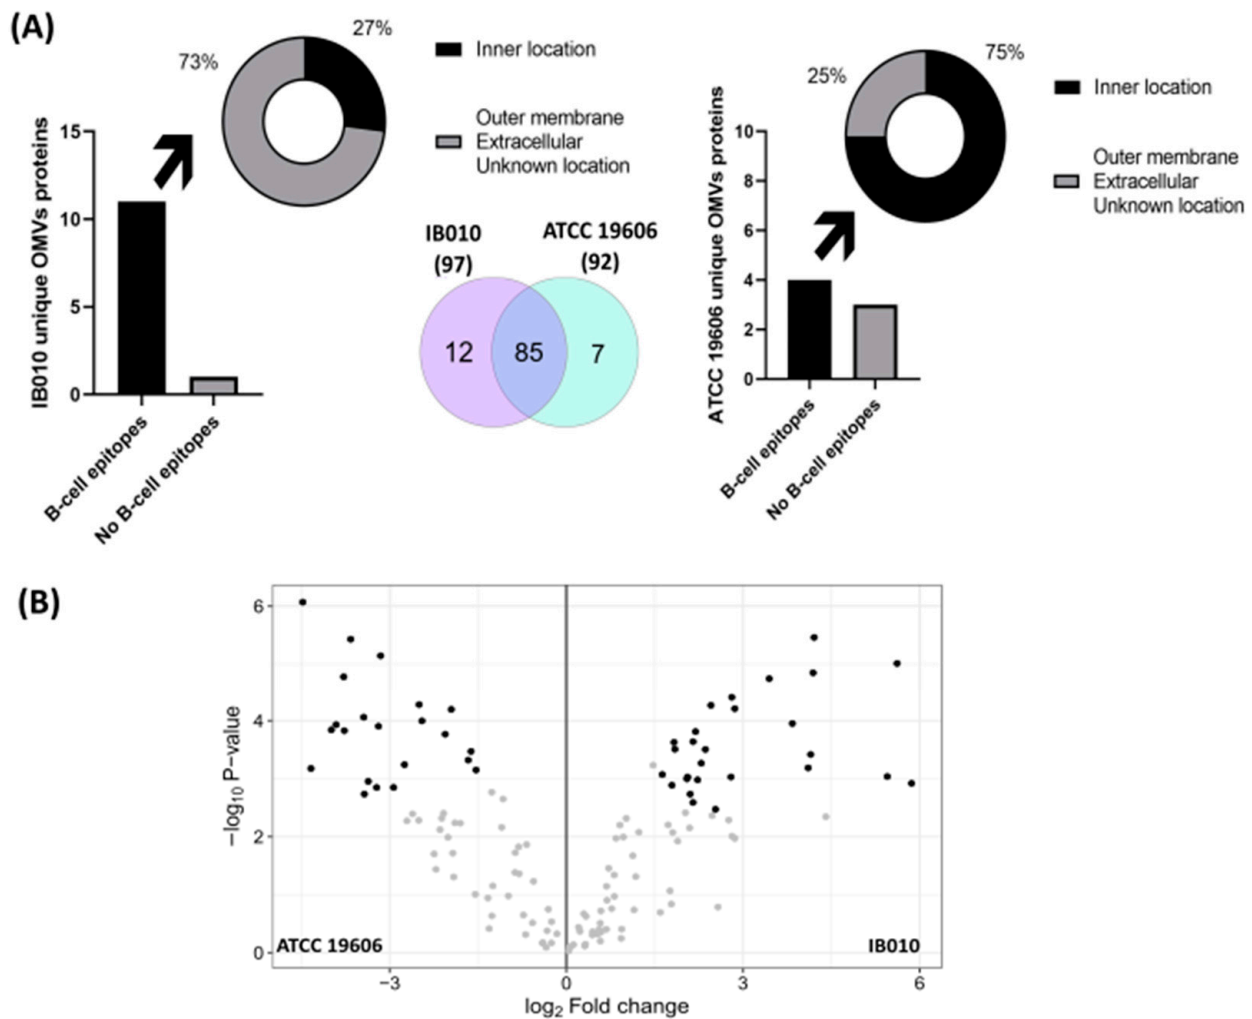 (A)
73%
27%
Inner location
Outer membrane
Extracellular
Unknown location
IB010 unique OMVs proteins
15
10
5
0
B-cell epitopes
No B-cell epitopes
IB010
(97)
ATCC 19606
(92)
12
85
7
25%
75%
Inner location
Outer membrane
Extracellular
Unknown location
ATCC 19606 unique OMVs proteins
10
8
6
4
2
0
B-cell epitopes
No B-cell epitopes
(B)
−log10 P−value
6
4
2
0
ATCC 19606
IB010
−3
0
3
6
log2 Fold change